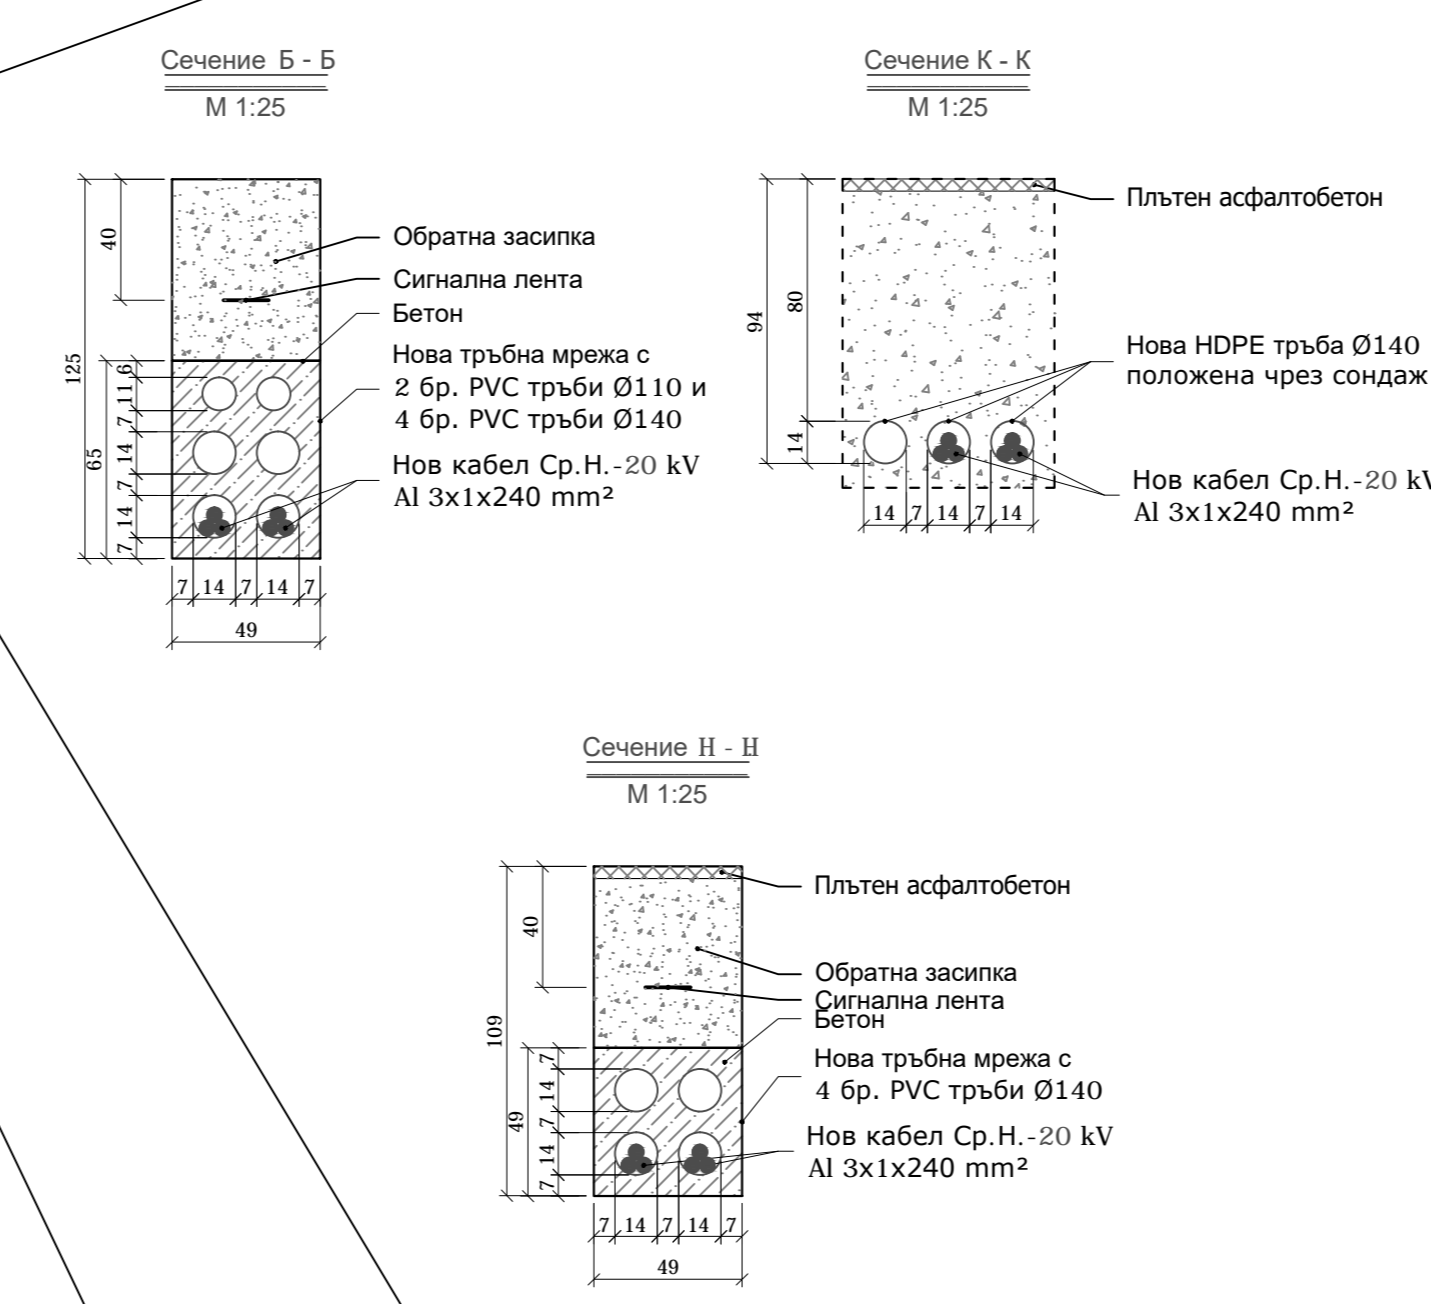 Сечение Б - Б
М 1:25
40
125
65
6
11
7
14
7
14
7
7 14 7 14 7
49
Обратна засипка
Сигнална лента
Бетон
Нова тръбна мрежа с
2 бр. PVC тръби Ø110 и
4 бр. PVC тръби Ø140
Нов кабел Ср.Н.-20 kV
Al 3x1x240 mm²
Сечение К - К
М 1:25
94
80
14
14 7 14 7 14
Плътен асфалтобетон
Нова HDPE тръба Ø140
положена чрез сондаж
Нов кабел Ср.Н.-20 kV
Al 3x1x240 mm²
Сечение Н - Н
М 1:25
40
109
49
7
14
7
14
7
7 14 7 14 7
49
Плътен асфалтобетон
Обратна засипка
Сигнална лента
Бетон
Нова тръбна мрежа с
4 бр. PVC тръби Ø140
Нов кабел Ср.Н.-20 kV
Al 3x1x240 mm²